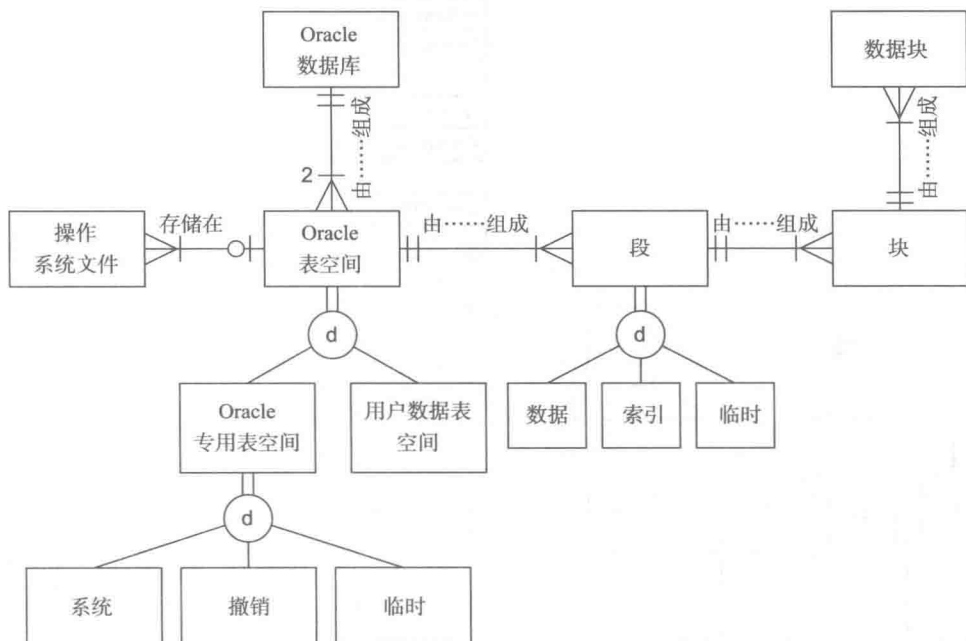 Oracle
数据库
数据块
由……组成
由……组成
2
操作
系统文件
存储在
Oracle
表空间
由……组成
段
由……组成
块
d
d
Oracle
专用表空间
用户数据表
空间
数据
索引
临时
d
系统
撤销
临时